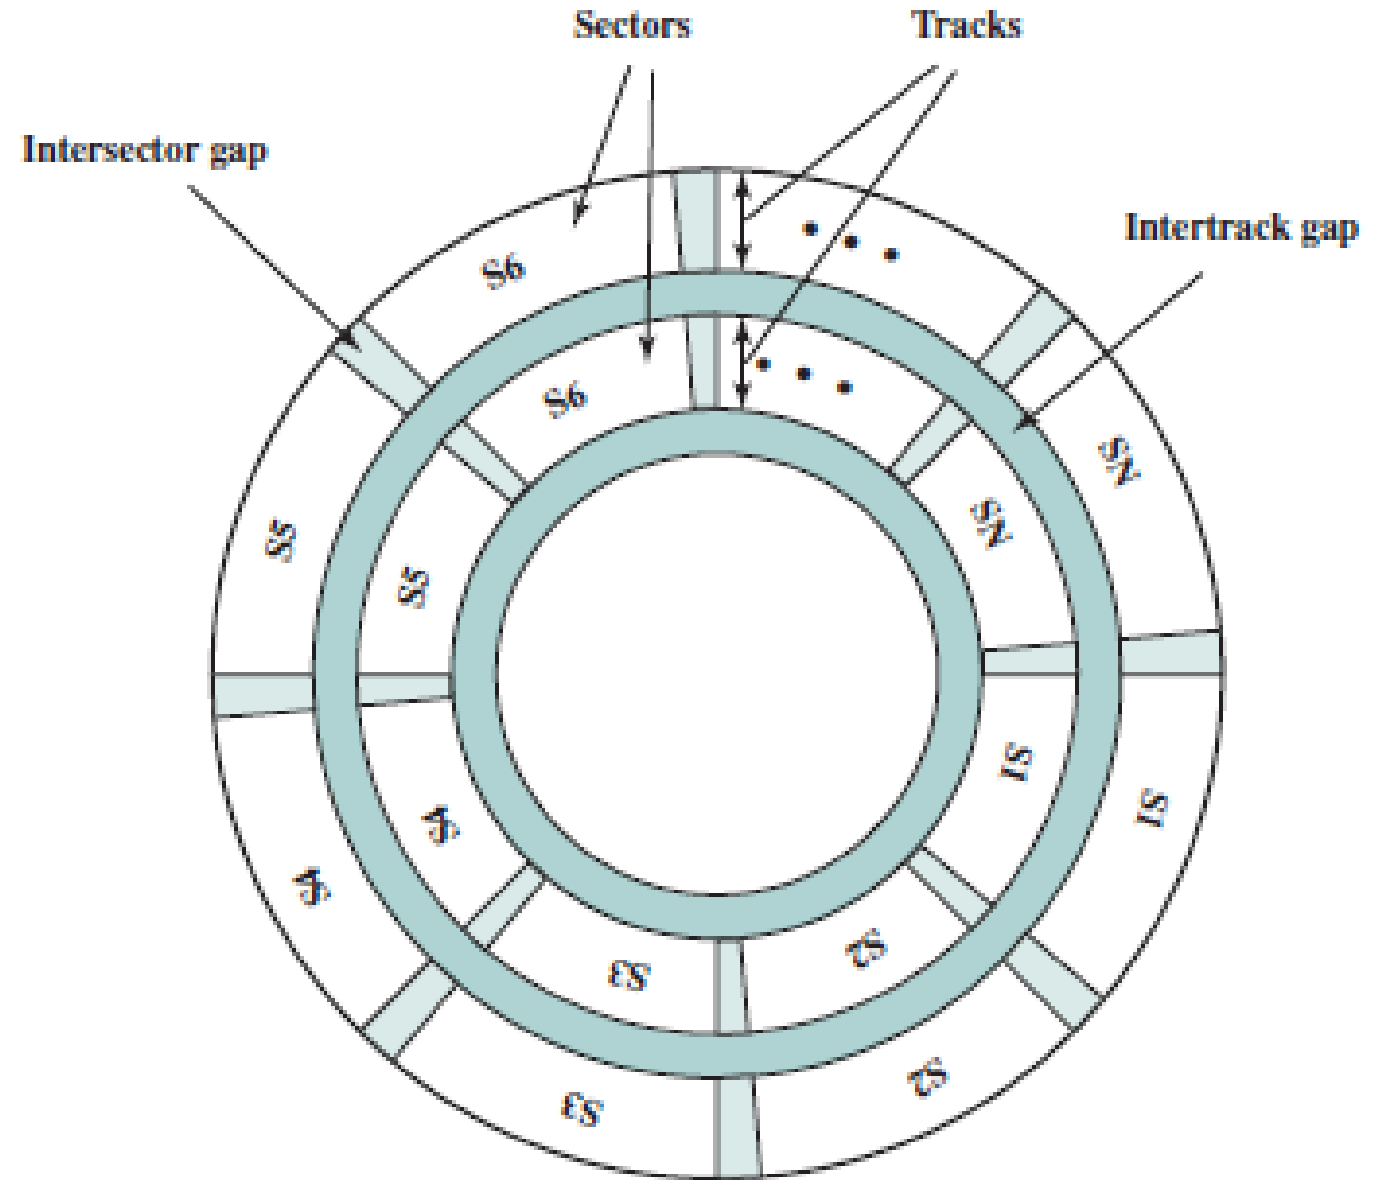 Sectors
Tracks
Intersector gap
Intertrack gap
S6
• • •
S6
• • •
SN
SN
S5
S5
S1
S1
S4
S4
S2
S3
S2
S3